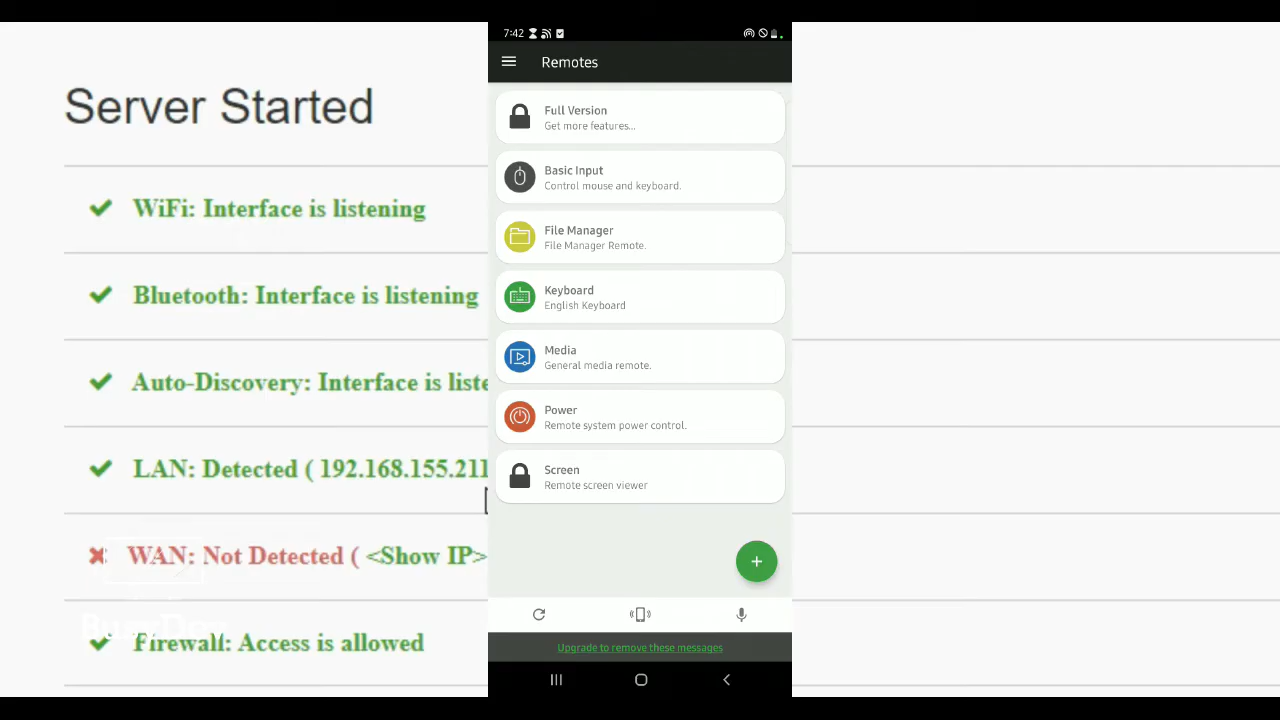 Server Started
WiFi: Interface is listening
Bluetooth: Interface is listening
Auto-Discovery: Interface is liste
LAN: Detected ( 192.168.155.211
WAN: Not Detected ( <Show IP>
Firewall: Access is allowed
7:42
Remotes
Full Version
Get more features...
Basic Input
Control mouse and keyboard.
File Manager
File Manager Remote.
Keyboard
English Keyboard
Media
General media remote.
Power
Remote system power control.
Screen
Remote screen viewer
+
Upgrade to remove these messages